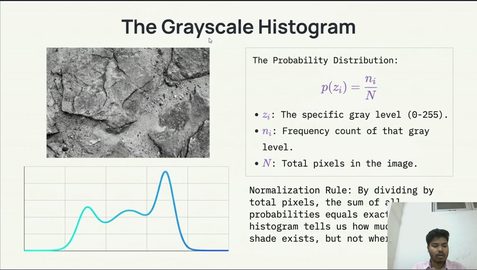 The Grayscale Histogram
The Probability Distribution:
p(z_i) = n_i / N
• z_i: The specific gray level (0-255).
• n_i: Frequency count of that gray
level.
• N: Total pixels in the image.
Normalization Rule: By dividing by
total pixels, the sum of all
probabilities equals exac
histogram tells us how muc
shade exists, but not whe